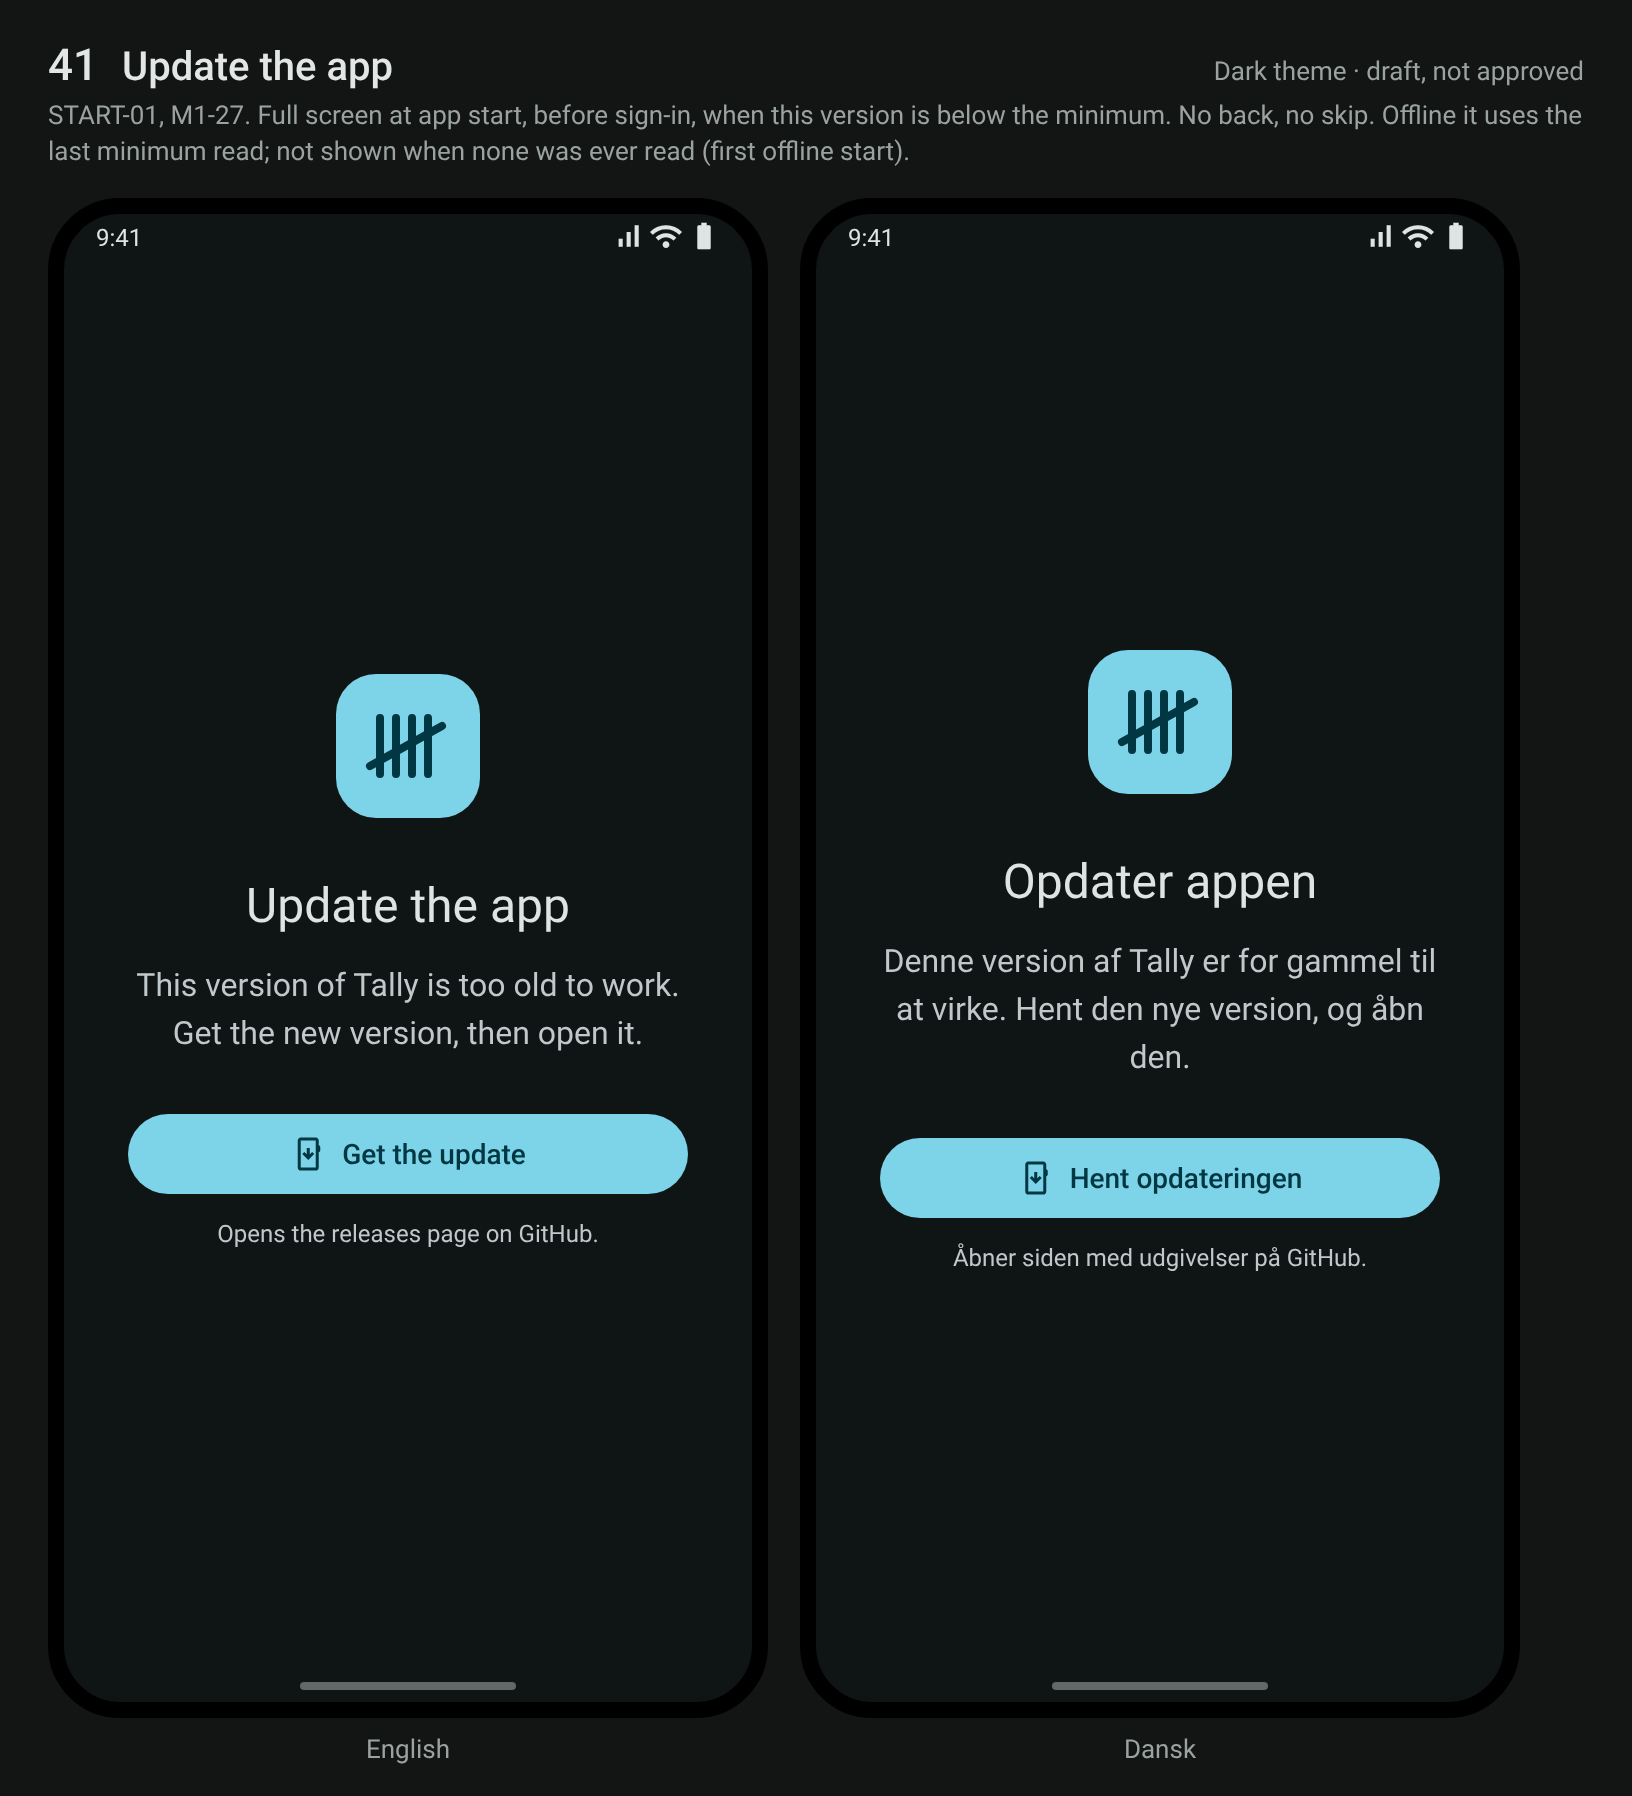 41 Update the app
Dark theme · draft, not approved
START-01, M1-27. Full screen at app start, before sign-in, when this version is below the minimum. No back, no skip. Offline it uses the
last minimum read; not shown when none was ever read (first offline start).
9:41
Update the app
This version of Tally is too old to work.
Get the new version, then open it.
Get the update
Opens the releases page on GitHub.
English
9:41
Opdater appen
Denne version af Tally er for gammel til
at virke. Hent den nye version, og åbn
den.
Hent opdateringen
Åbner siden med udgivelser på GitHub.
Dansk